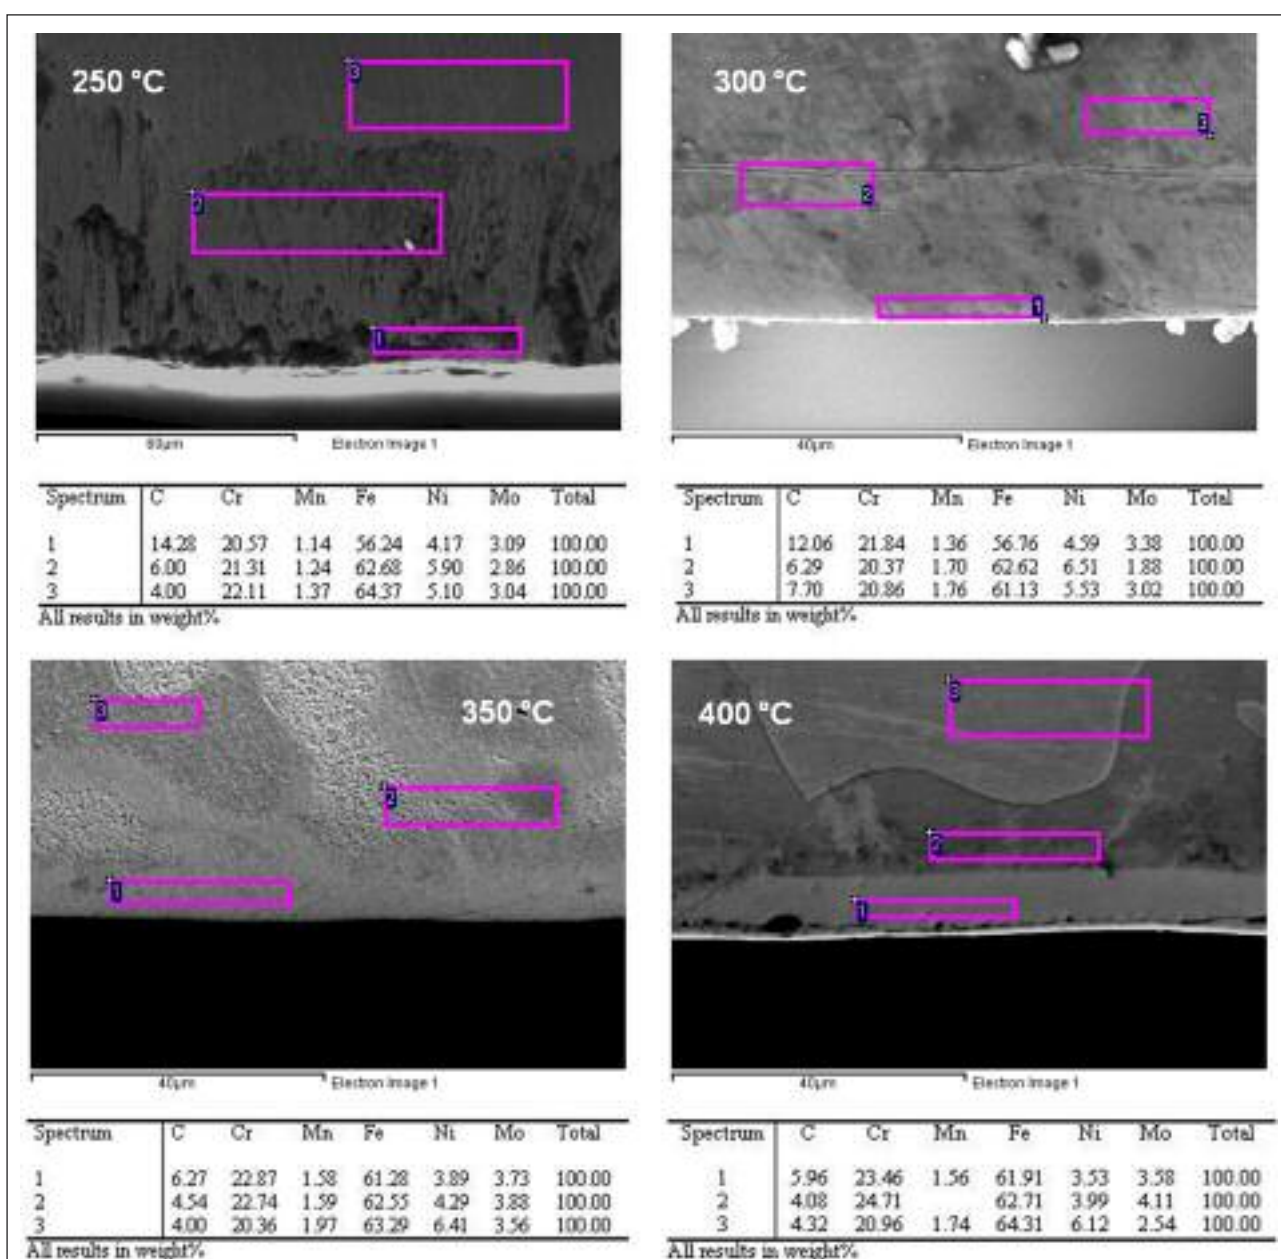 250 °C
3
2
1
60µm Electron Image 1
Spectrum C Cr Mn Fe Ni Mo Total
1 14.28 20.57 1.14 56.24 4.17 3.09 100.00
2 6.00 21.31 1.24 62.68 5.90 2.86 100.00
3 4.00 22.11 1.37 64.37 5.10 3.04 100.00
All results in weight%
300 °C
3
2
1
40µm Electron Image 1
Spectrum C Cr Mn Fe Ni Mo Total
1 12.06 21.84 1.36 56.76 4.59 3.38 100.00
2 6.29 20.37 1.70 62.62 6.51 1.88 100.00
3 7.70 20.86 1.76 61.13 5.53 3.02 100.00
All results in weight%
350 °C
3
2
1
40µm Electron Image 1
Spectrum C Cr Mn Fe Ni Mo Total
1 6.27 22.87 1.58 61.28 3.89 3.73 100.00
2 4.54 22.74 1.59 62.55 4.29 3.88 100.00
3 4.00 20.36 1.97 63.29 6.41 3.56 100.00
All results in weight%
400 °C
3
2
1
40µm Electron Image 1
Spectrum C Cr Mn Fe Ni Mo Total
1 5.96 23.46 1.56 61.91 3.53 3.58 100.00
2 4.08 24.71 62.71 3.99 4.11 100.00
3 4.32 20.96 1.74 64.31 6.12 2.54 100.00
All results in weight%